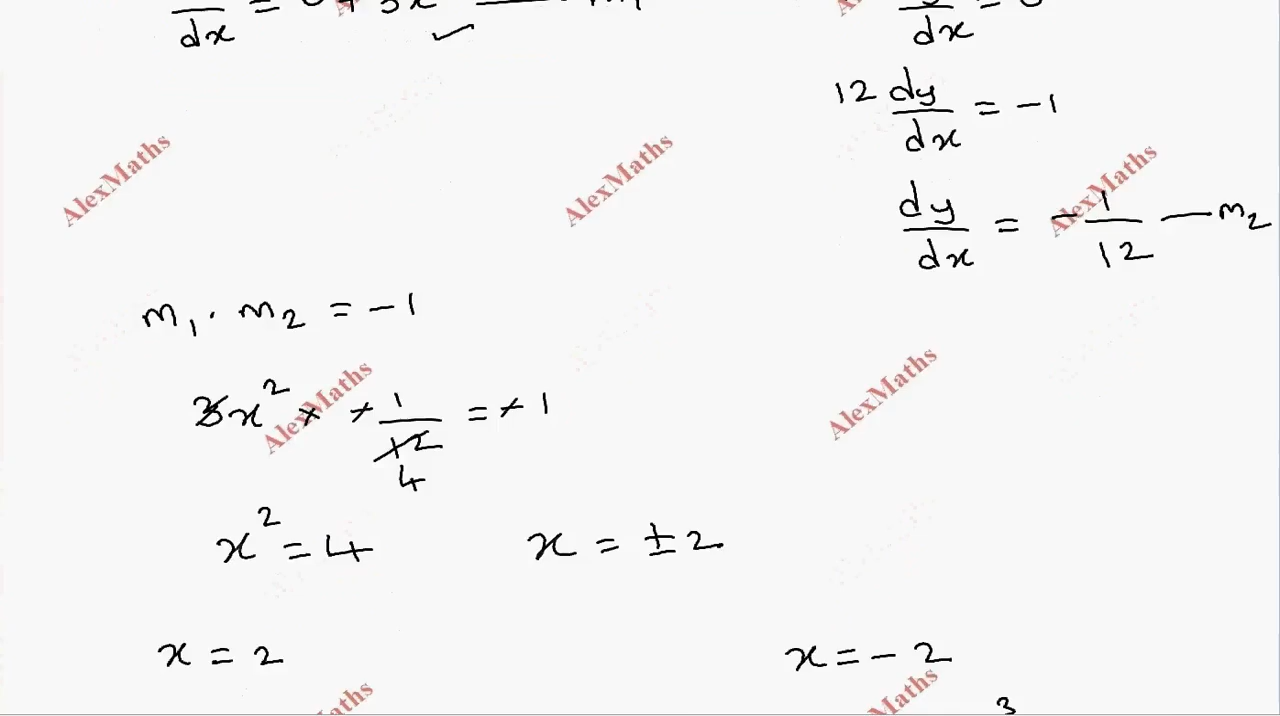 dx
dx
12 dy/dx = -1
dy/dx = -1/12 — m₂
m₁ . m₂ = -1
3x² × -1/12 = -1
4
x² = 4 x = ±2
x = 2 x = -2
3
AlexMaths
AlexMaths
AlexMaths
AlexMaths
AlexMaths